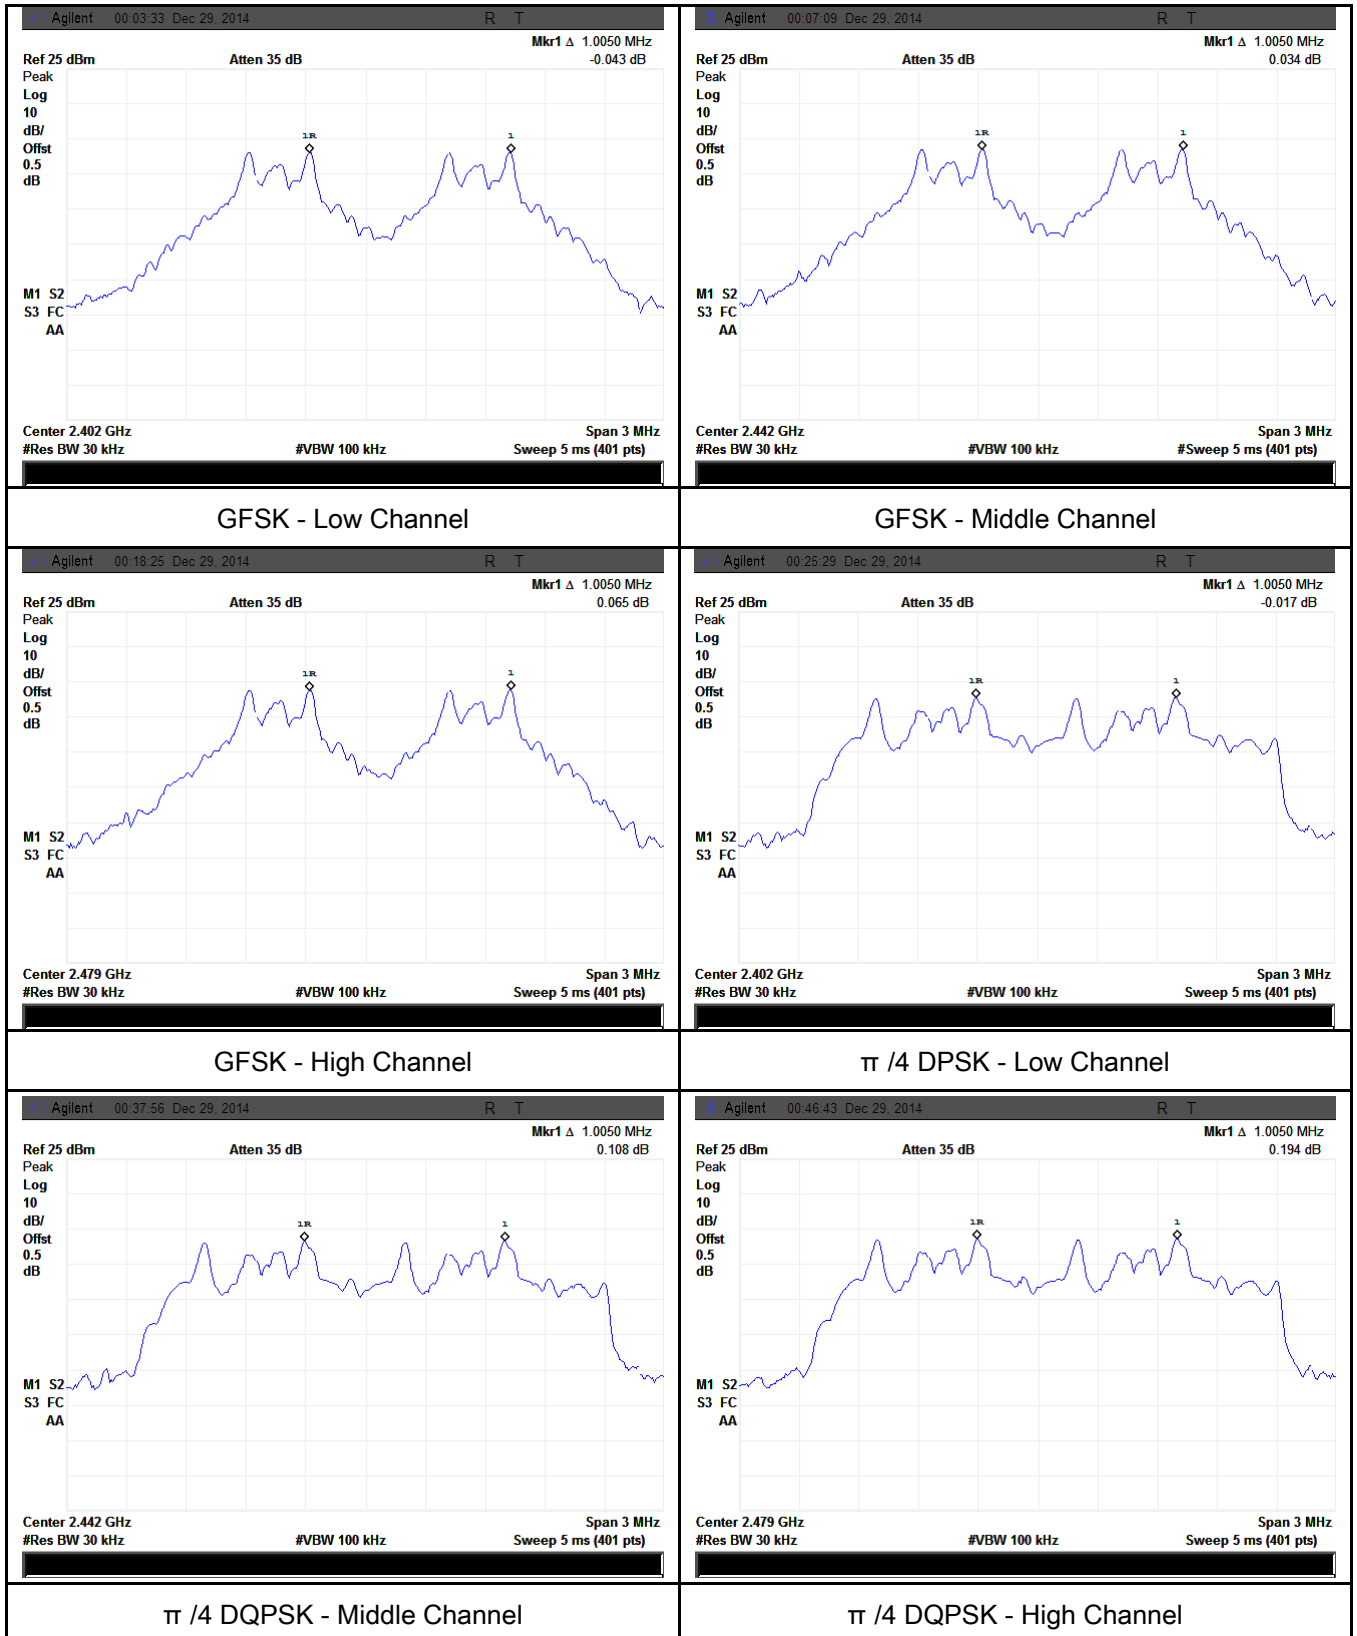 Agilent 00:03:33 Dec 29, 2014 R T
Mkr1 Δ 1.0050 MHz
Ref 25 dBm Atten 35 dB -0.043 dB
Peak
Log
10
dB/
Offst
0.5
dB
1R 1
M1 S2
S3 FC
AA
Center 2.402 GHz Span 3 MHz
#Res BW 30 kHz #VBW 100 kHz Sweep 5 ms (401 pts)
GFSK - Low Channel
Agilent 00:07:09 Dec 29, 2014 R T
Mkr1 Δ 1.0050 MHz
Ref 25 dBm Atten 35 dB 0.034 dB
Peak
Log
10
dB/
Offst
0.5
dB
1R 1
M1 S2
S3 FC
AA
Center 2.442 GHz Span 3 MHz
#Res BW 30 kHz #VBW 100 kHz #Sweep 5 ms (401 pts)
GFSK - Middle Channel
Agilent 00:18:25 Dec 29, 2014 R T
Mkr1 Δ 1.0050 MHz
Ref 25 dBm Atten 35 dB 0.065 dB
Peak
Log
10
dB/
Offst
0.5
dB
1R 1
M1 S2
S3 FC
AA
Center 2.479 GHz Span 3 MHz
#Res BW 30 kHz #VBW 100 kHz Sweep 5 ms (401 pts)
GFSK - High Channel
Agilent 00:25:29 Dec 29, 2014 R T
Mkr1 Δ 1.0050 MHz
Ref 25 dBm Atten 35 dB -0.017 dB
Peak
Log
10
dB/
Offst
0.5
dB
1R 1
M1 S2
S3 FC
AA
Center 2.402 GHz Span 3 MHz
#Res BW 30 kHz #VBW 100 kHz Sweep 5 ms (401 pts)
π /4 DPSK - Low Channel
Agilent 00:37:56 Dec 29, 2014 R T
Mkr1 Δ 1.0050 MHz
Ref 25 dBm Atten 35 dB 0.108 dB
Peak
Log
10
dB/
Offst
0.5
dB
1R 1
M1 S2
S3 FC
AA
Center 2.442 GHz Span 3 MHz
#Res BW 30 kHz #VBW 100 kHz Sweep 5 ms (401 pts)
π /4 DQPSK - Middle Channel
Agilent 00:46:43 Dec 29, 2014 R T
Mkr1 Δ 1.0050 MHz
Ref 25 dBm Atten 35 dB 0.194 dB
Peak
Log
10
dB/
Offst
0.5
dB
1R 1
M1 S2
S3 FC
AA
Center 2.479 GHz Span 3 MHz
#Res BW 30 kHz #VBW 100 kHz Sweep 5 ms (401 pts)
π /4 DQPSK - High Channel